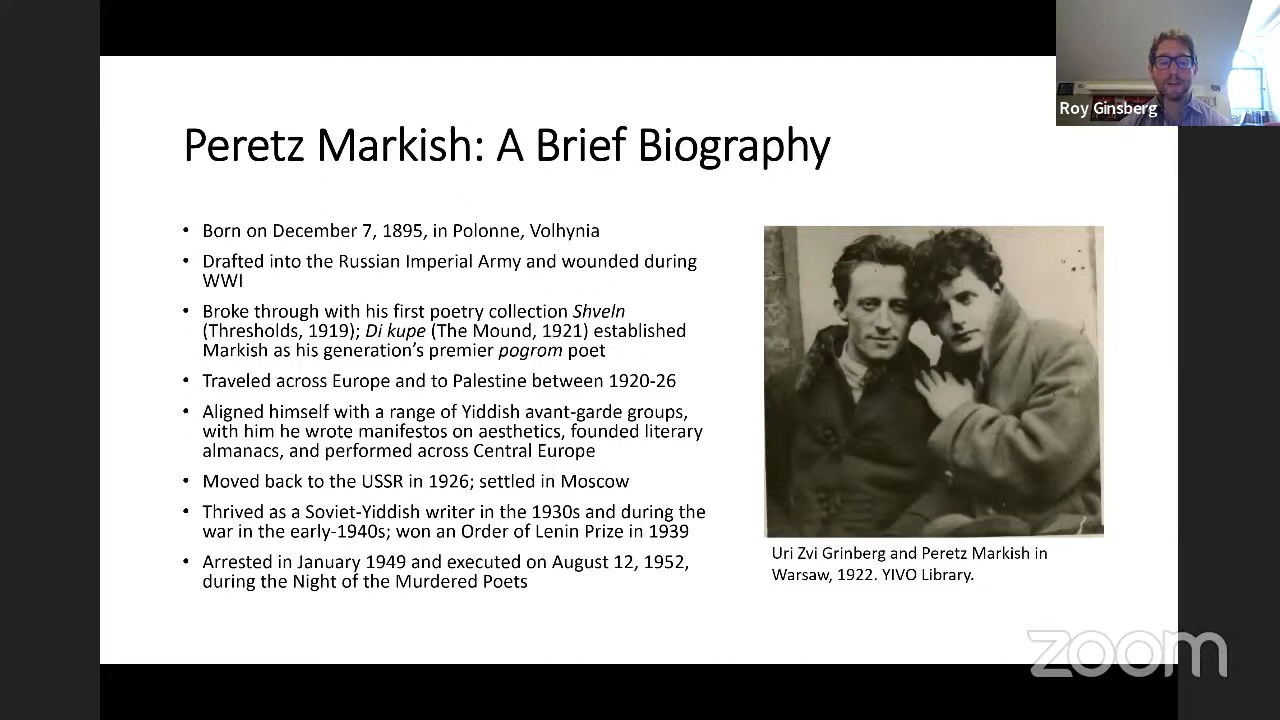 Roy Ginsberg
Peretz Markish: A Brief Biography
• Born on December 7, 1895, in Polonne, Volhynia
• Drafted into the Russian Imperial Army and wounded during
WWI
• Broke through with his first poetry collection Shveln
(Thresholds, 1919); Di kupe (The Mound, 1921) established
Markish as his generation's premier pogrom poet
• Traveled across Europe and to Palestine between 1920-26
• Aligned himself with a range of Yiddish avant-garde groups,
with him he wrote manifestos on aesthetics, founded literary
almanacs, and performed across Central Europe
• Moved back to the USSR in 1926; settled in Moscow
• Thrived as a Soviet-Yiddish writer in the 1930s and during the
war in the early-1940s; won an Order of Lenin Prize in 1939
• Arrested in January 1949 and executed on August 12, 1952,
during the Night of the Murdered Poets
Uri Zvi Grinberg and Peretz Markish in
Warsaw, 1922. YIVO Library.
zoom